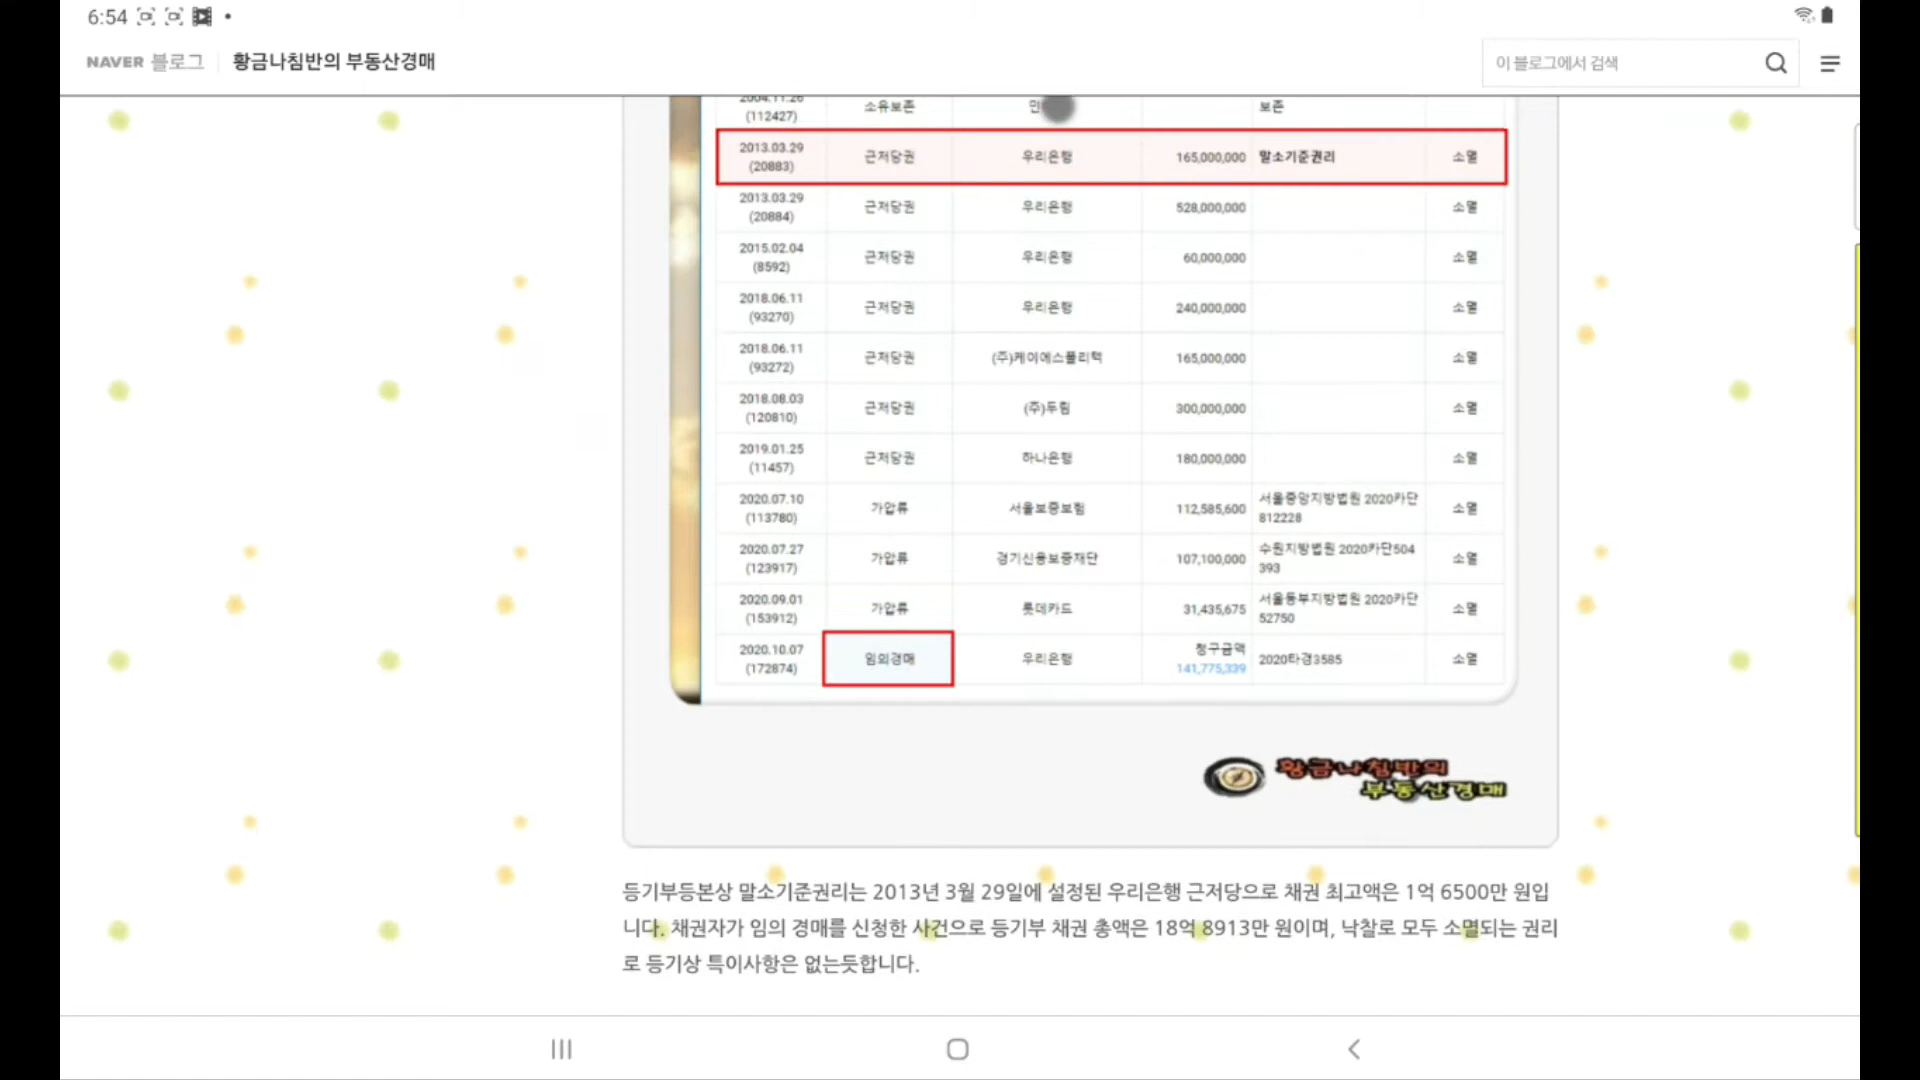 6:54
NAVER 블로그 황금나침반의 부동산경매
이 블로그에서 검색
2004.11.26 (112427) 소유보존 민 보존
2013.03.29 (20883) 근저당권 우리은행 165,000,000 말소기준권리 소멸
2013.03.29 (20884) 근저당권 우리은행 528,000,000 소멸
2015.02.04 (8592) 근저당권 우리은행 60,000,000 소멸
2018.06.11 (93270) 근저당권 우리은행 240,000,000 소멸
2018.06.11 (93272) 근저당권 (주)케이에스폴리텍 165,000,000 소멸
2018.08.03 (120810) 근저당권 (주)두림 300,000,000 소멸
2019.01.25 (11457) 근저당권 하나은행 180,000,000 소멸
2020.07.10 (113780) 가압류 서울보증보험 112,585,600 서울중앙지방법원 2020카단 812228 소멸
2020.07.27 (123917) 가압류 경기신용보증재단 107,100,000 수원지방법원 2020카단504 393 소멸
2020.09.01 (153912) 가압류 롯데카드 31,435,675 서울동부지방법원 2020카단 52750 소멸
2020.10.07 (172874) 임의경매 우리은행 청구금액 141,775,339 2020타경3585 소멸
황금나침반의
부동산경매
등기부등본상 말소기준권리는 2013년 3월 29일에 설정된 우리은행 근저당으로 채권 최고액은 1억 6500만 원입
니다. 채권자가 임의 경매를 신청한 사건으로 등기부 채권 총액은 18억 8913만 원이며, 낙찰로 모두 소멸되는 권리
로 등기상 특이사항은 없는듯합니다.